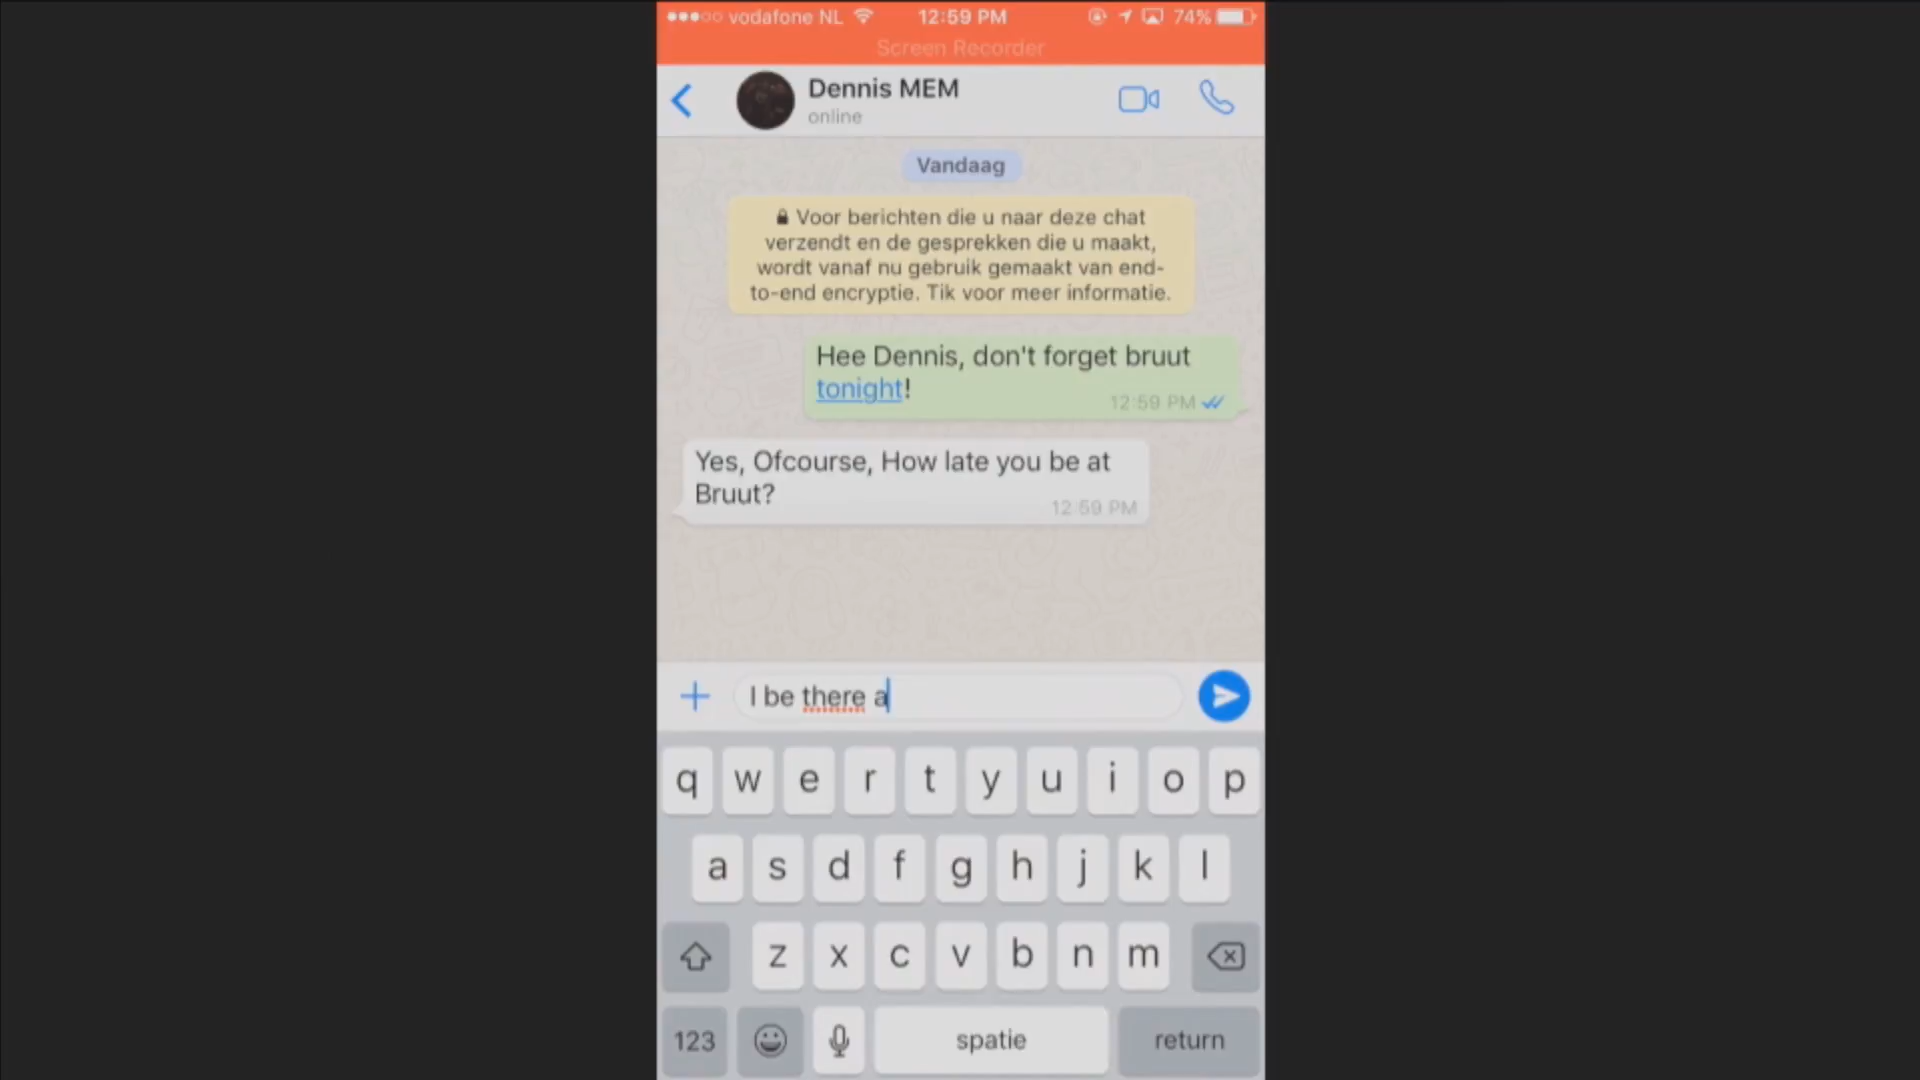 vodafone NL 12:59 PM 74%
Screen Recorder
Dennis MEM
online
Vandaag
Voor berichten die u naar deze chat
verzendt en de gesprekken die u maakt,
wordt vanaf nu gebruik gemaakt van end-
to-end encryptie. Tik voor meer informatie.
Hee Dennis, don't forget bruut
tonight!
12:59 PM
Yes, Ofcourse, How late you be at
Bruut?
12:59 PM
I be there a
q w e r t y u i o p
a s d f g h j k l
z x c v b n m
123 spatie return